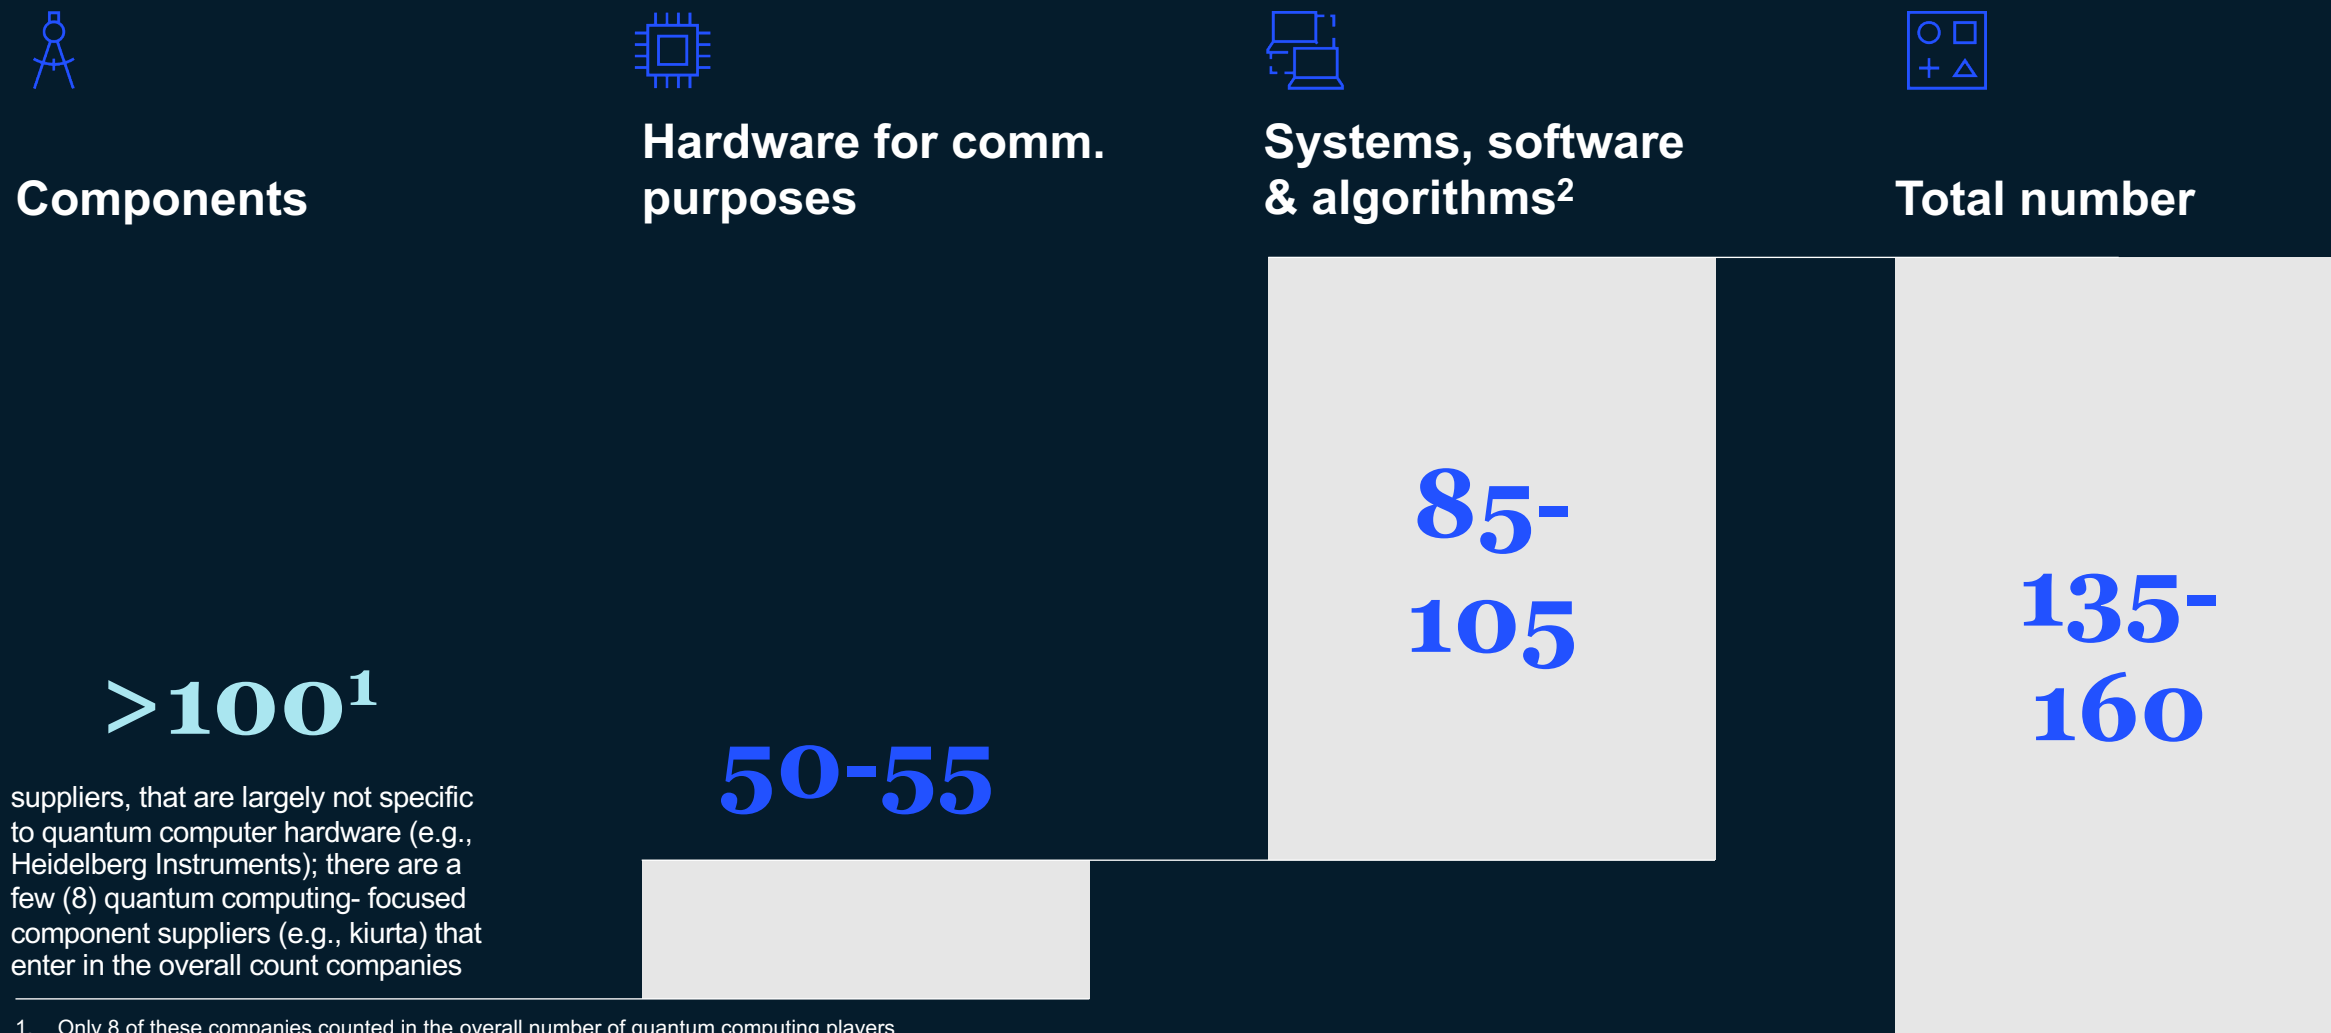 Components
Hardware for comm.
purposes
Systems, software
& algorithms²
Total number
>100¹
suppliers, that are largely not specific
to quantum computer hardware (e.g.,
Heidelberg Instruments); there are a
few (8) quantum computing- focused
component suppliers (e.g., kiurta) that
enter in the overall count companies
50-55
85-
105
135-
160
1. Only 8 of these companies counted in the overall number of quantum computing players